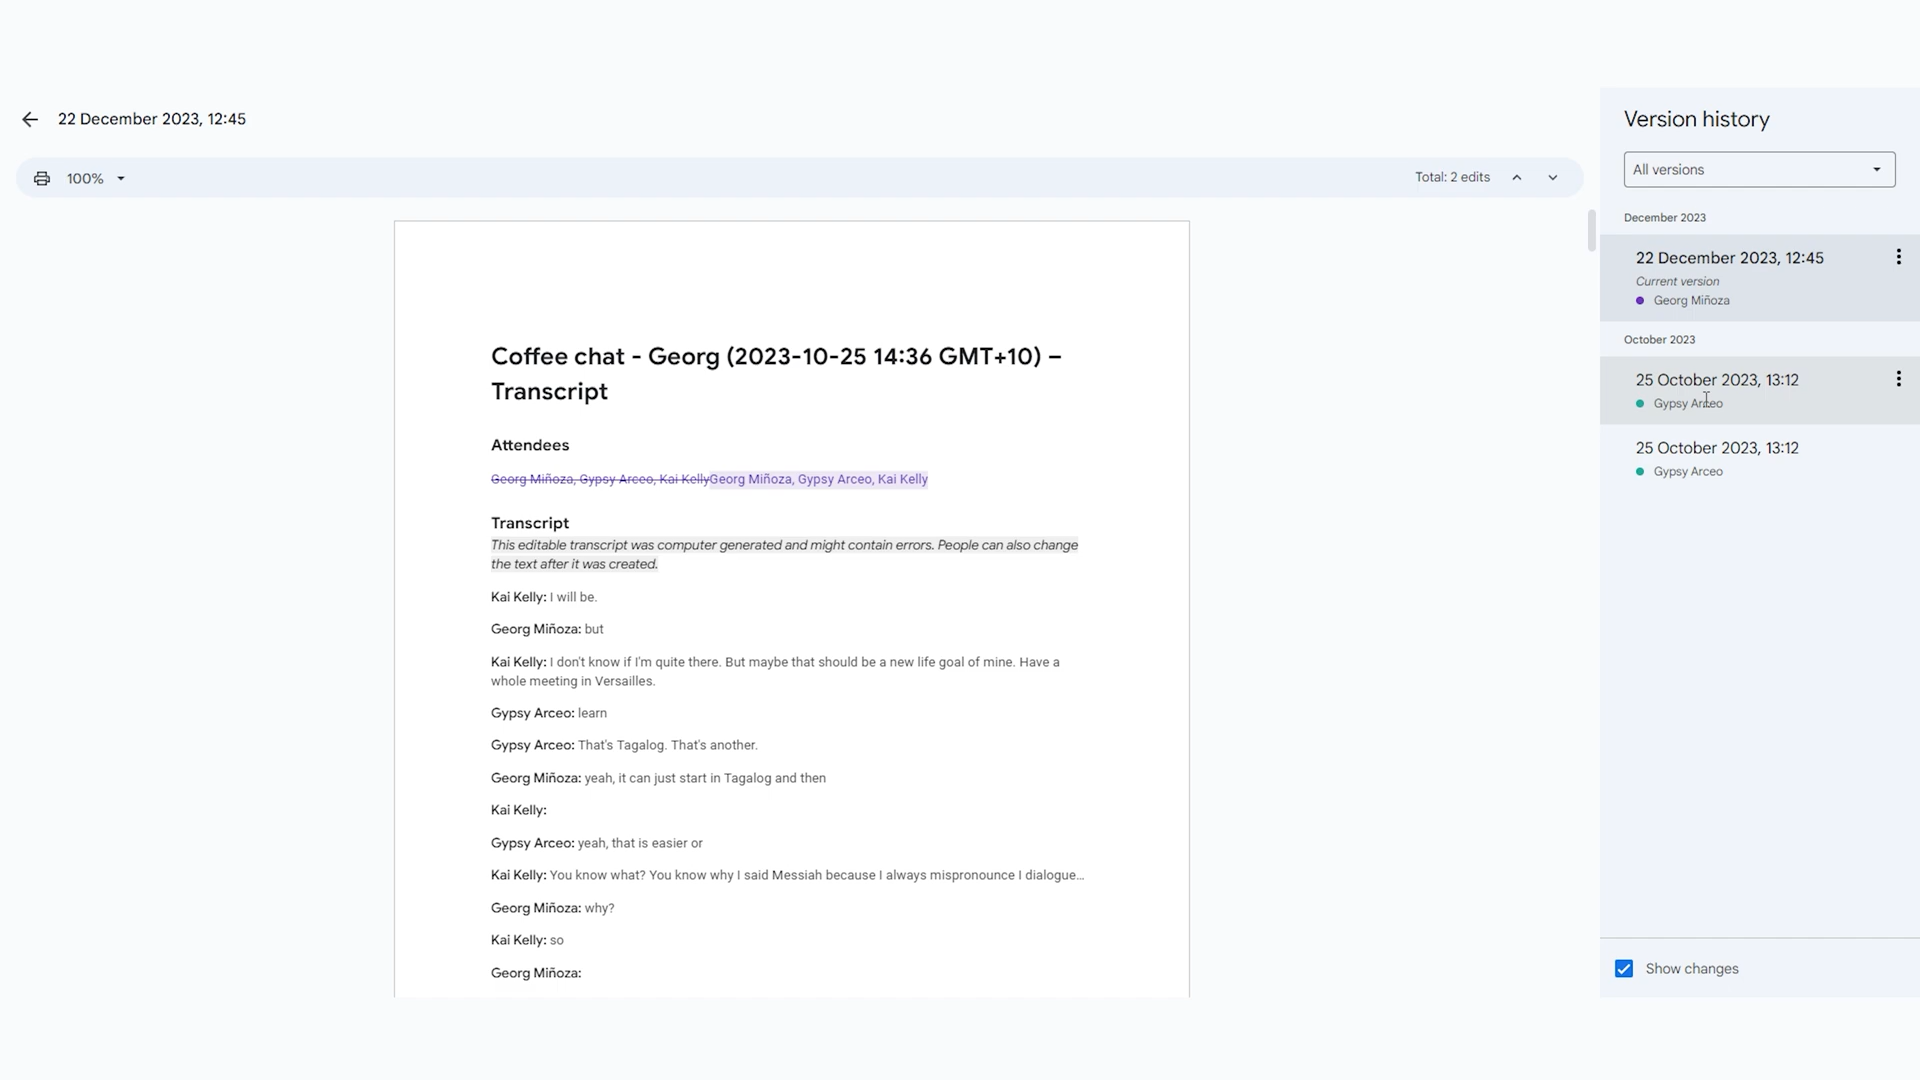 22 December 2023, 12:45
100%
Total: 2 edits
Coffee chat - Georg (2023-10-25 14:36 GMT+10) –
Transcript
Attendees
Georg Miñoza, Gypsy Arceo, Kai KellyGeorg Miñoza, Gypsy Arceo, Kai Kelly
Transcript
This editable transcript was computer generated and might contain errors. People can also change
the text after it was created.
Kai Kelly: I will be.
Georg Miñoza: but
Kai Kelly: I don't know if I'm quite there. But maybe that should be a new life goal of mine. Have a
whole meeting in Versailles.
Gypsy Arceo: learn
Gypsy Arceo: That's Tagalog. That's another.
Georg Miñoza: yeah, it can just start in Tagalog and then
Kai Kelly:
Gypsy Arceo: yeah, that is easier or
Kai Kelly: You know what? You know why I said Messiah because I always mispronounce I dialogue…
Georg Miñoza: why?
Kai Kelly: so
Georg Miñoza:
Version history
All versions
December 2023
22 December 2023, 12:45
Current version
Georg Miñoza
October 2023
25 October 2023, 13:12
Gypsy Arceo
25 October 2023, 13:12
Gypsy Arceo
Show changes